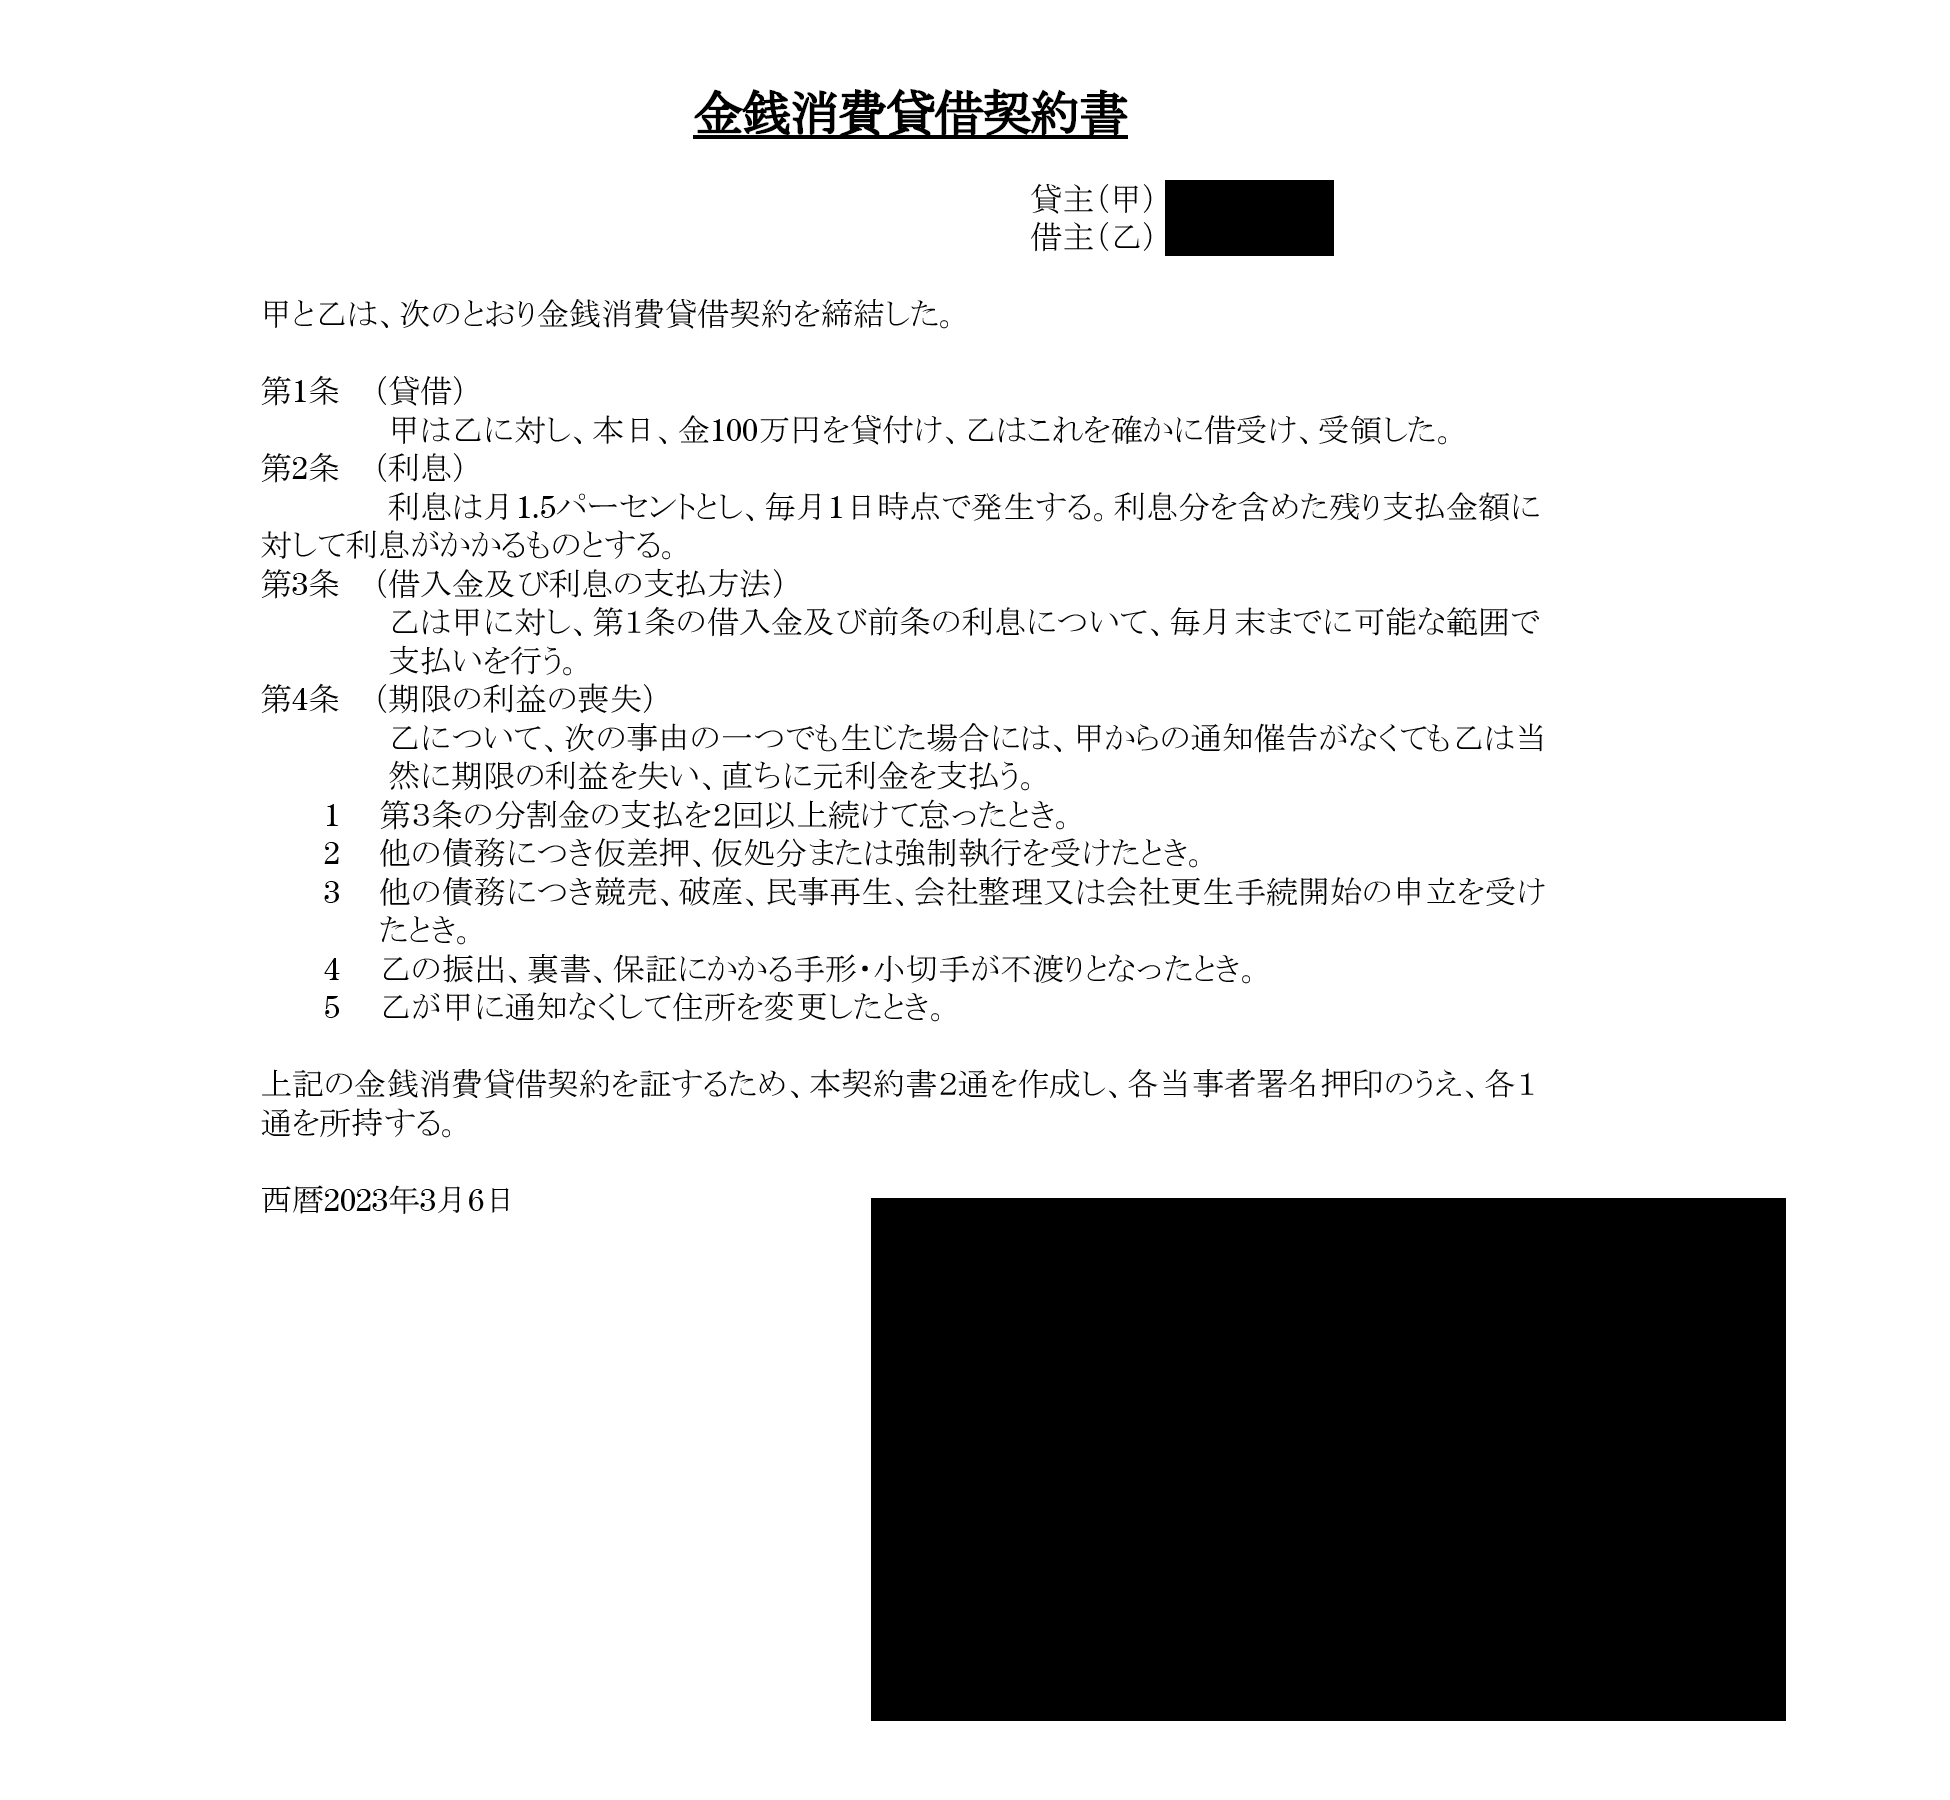 金銭消費貸借契約書
貸主（甲）
借主（乙）
甲と乙は、次のとおり金銭消費貸借契約を締結した。
第1条　（貸借）
甲は乙に対し、本日、金100万円を貸付け、乙はこれを確かに借受け、受領した。
第2条　（利息）
利息は月1.5パーセントとし、毎月1日時点で発生する。利息分を含めた残り支払金額に
対して利息がかかるものとする。
第3条　（借入金及び利息の支払方法）
乙は甲に対し、第１条の借入金及び前条の利息について、毎月末までに可能な範囲で
支払いを行う。
第4条　（期限の利益の喪失）
乙について、次の事由の一つでも生じた場合には、甲からの通知催告がなくても乙は当
然に期限の利益を失い、直ちに元利金を支払う。
1　第３条の分割金の支払を２回以上続けて怠ったとき。
2　他の債務につき仮差押、仮処分または強制執行を受けたとき。
3　他の債務につき競売、破産、民事再生、会社整理又は会社更生手続開始の申立を受け
たとき。
4　乙の振出、裏書、保証にかかる手形・小切手が不渡りとなったとき。
5　乙が甲に通知なくして住所を変更したとき。
上記の金銭消費貸借契約を証するため、本契約書２通を作成し、各当事者署名押印のうえ、各１
通を所持する。
西暦2023年3月6日